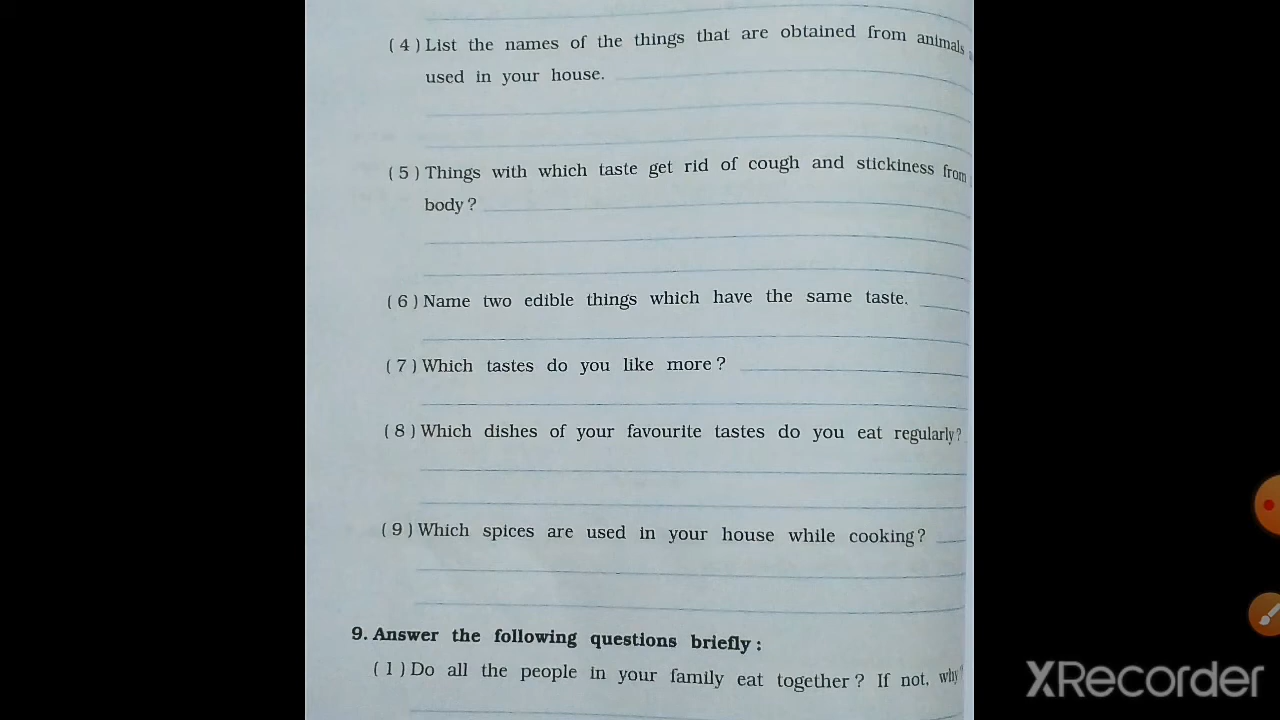 ( 4 ) List the names of the things that are obtained from animals
used in your house.
( 5 ) Things with which taste get rid of cough and stickiness from
body ?
( 6 ) Name two edible things which have the same taste.
( 7 ) Which tastes do you like more ?
( 8 ) Which dishes of your favourite tastes do you eat regularly?
( 9 ) Which spices are used in your house while cooking ?
9. Answer the following questions briefly :
( 1 ) Do all the people in your family eat together ? If not, why
XRecorder